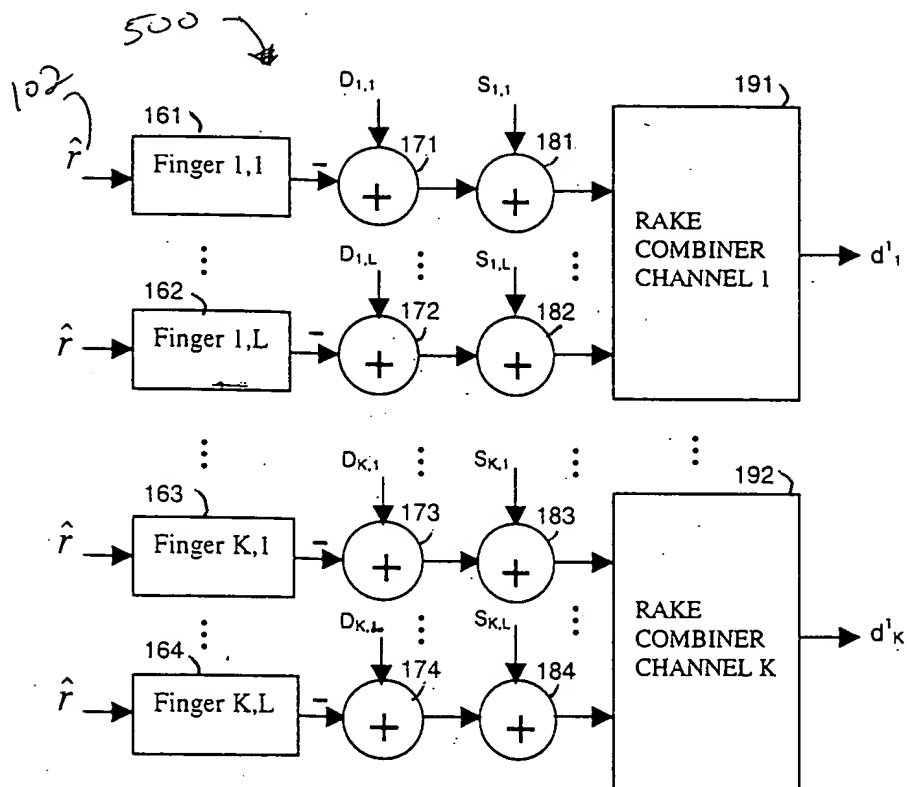 500
102
D1,1
S1,1
191
161
r̂
Finger 1,1
−
171
+
181
+
RAKE
COMBINER
CHANNEL 1
d¹1
⋮
D1,L
⋮
S1,L
⋮
162
r̂
Finger 1,L
−
172
+
182
+
⋮
DK,1
⋮
SK,1
⋮
⋮
192
163
r̂
Finger K,1
−
173
+
183
+
RAKE
COMBINER
CHANNEL K
d¹K
⋮
DK,L
⋮
SK,L
⋮
164
r̂
Finger K,L
−
174
+
184
+